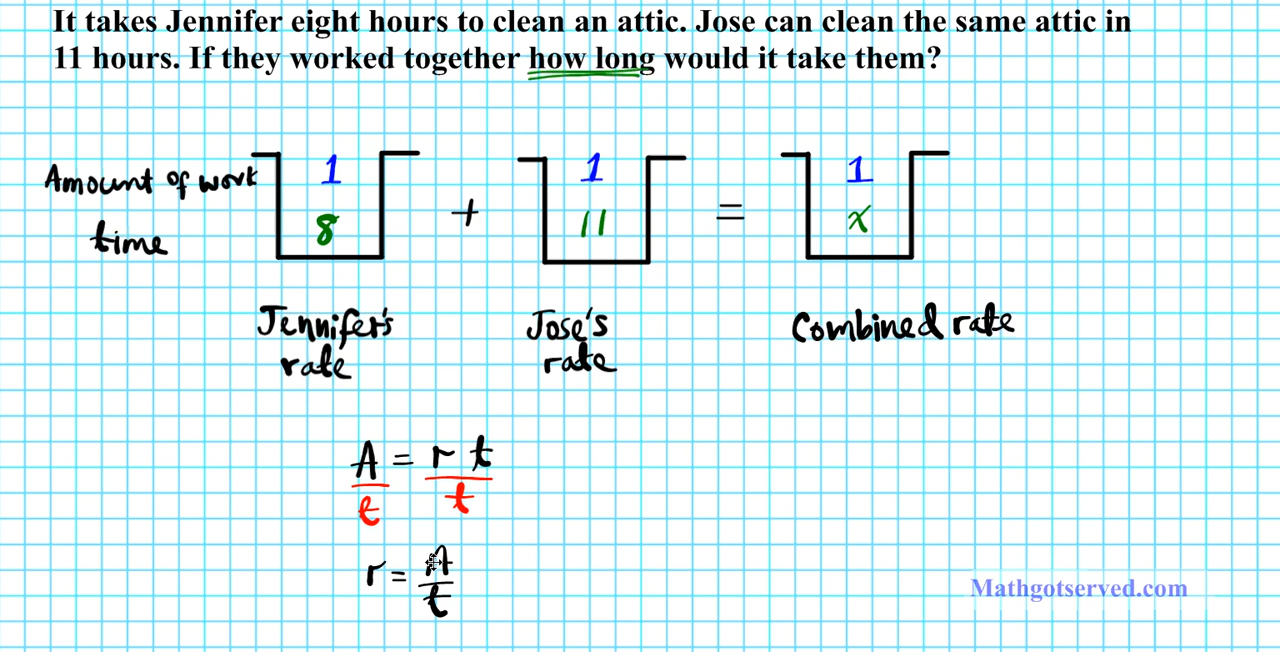 It takes Jennifer eight hours to clean an attic. Jose can clean the same attic in
11 hours. If they worked together how long would it take them?
Amount of work 1 1 1
time 8 + 11 = x
Jennifer's rate
Jose's rate
Combined rate
A = r t
t t
r = A
t
Mathgotserved.com